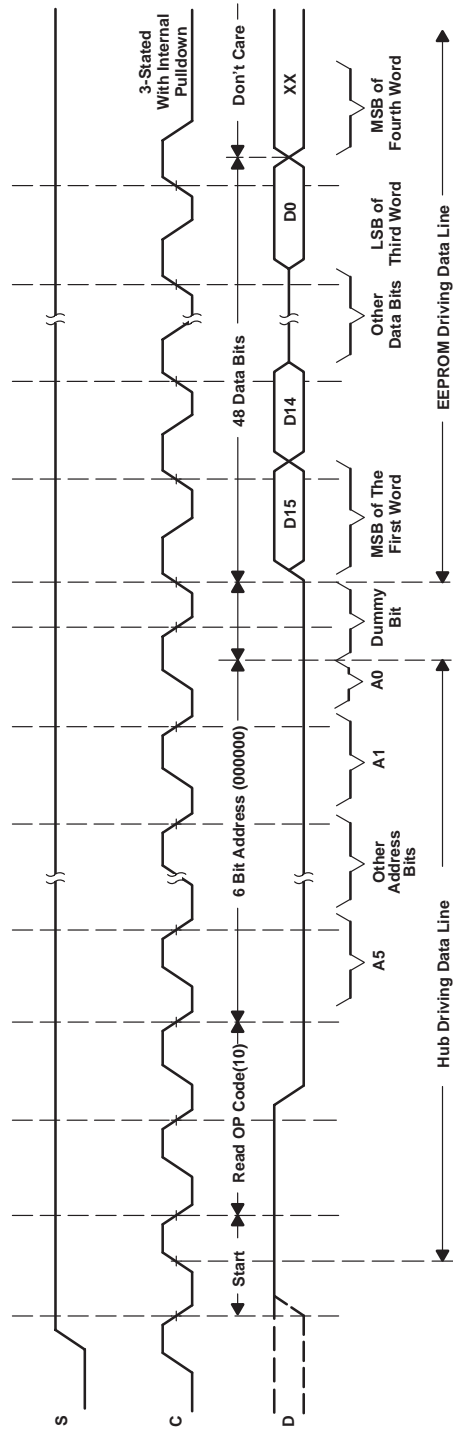 S
C
3-Stated
With Internal
Pulldown
Start
Read OP Code(10)
6 Bit Address (000000)
48 Data Bits
Don't Care
D
D15
D14
D0
XX
A5
Other
Address
Bits
A1
A0
Dummy
Bit
MSB of The
First Word
Other
Data Bits
LSB of
Third Word
MSB of
Fourth Word
Hub Driving Data Line
EEPROM Driving Data Line